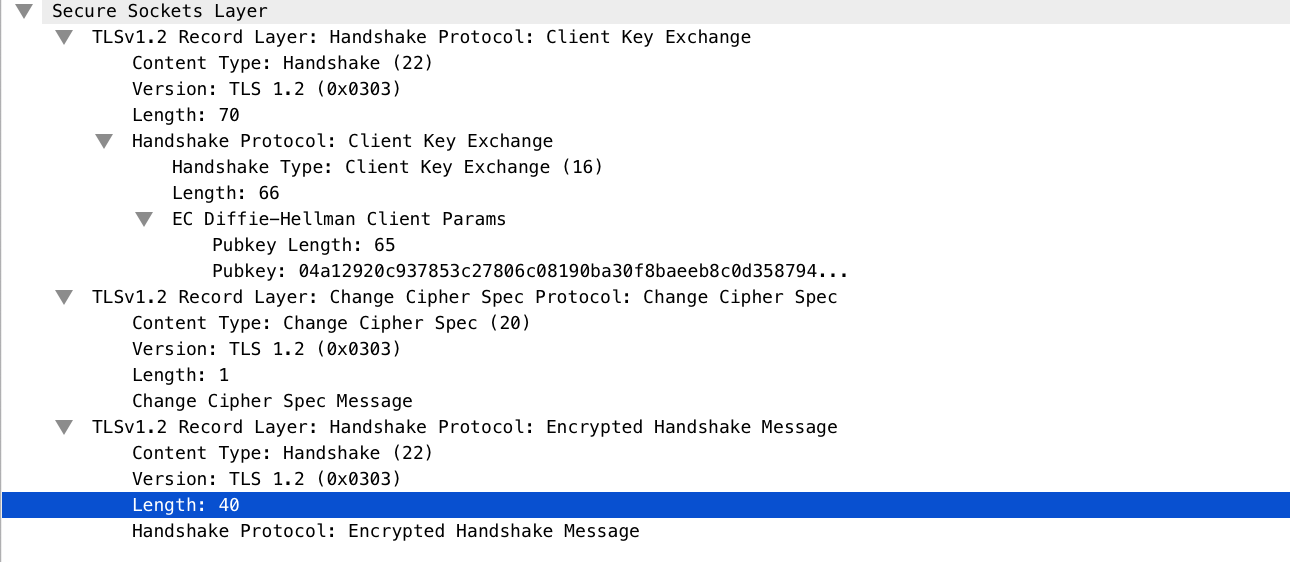 Secure Sockets Layer
TLSv1.2 Record Layer: Handshake Protocol: Client Key Exchange
Content Type: Handshake (22)
Version: TLS 1.2 (0x0303)
Length: 70
Handshake Protocol: Client Key Exchange
Handshake Type: Client Key Exchange (16)
Length: 66
EC Diffie-Hellman Client Params
Pubkey Length: 65
Pubkey: 04a12920c937853c27806c08190ba30f8baeeb8c0d358794...
TLSv1.2 Record Layer: Change Cipher Spec Protocol: Change Cipher Spec
Content Type: Change Cipher Spec (20)
Version: TLS 1.2 (0x0303)
Length: 1
Change Cipher Spec Message
TLSv1.2 Record Layer: Handshake Protocol: Encrypted Handshake Message
Content Type: Handshake (22)
Version: TLS 1.2 (0x0303)
Length: 40
Handshake Protocol: Encrypted Handshake Message